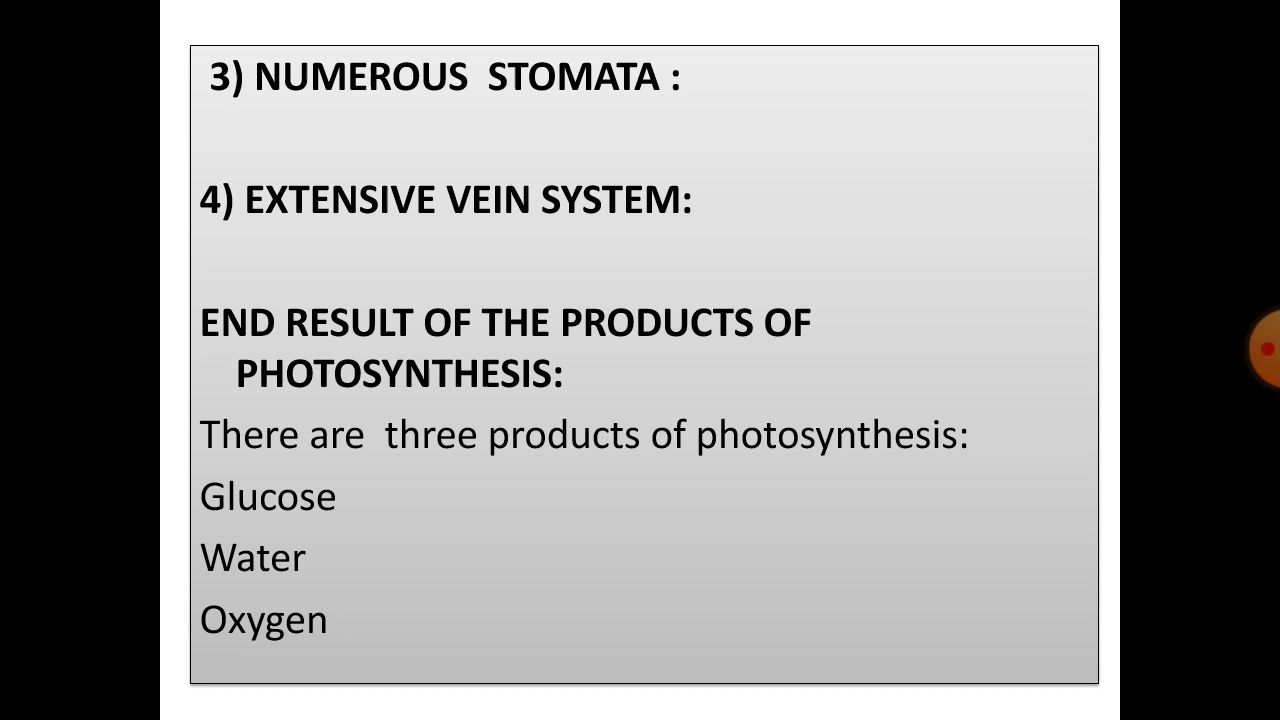 3) NUMEROUS STOMATA :
4) EXTENSIVE VEIN SYSTEM:
END RESULT OF THE PRODUCTS OF
PHOTOSYNTHESIS:
There are three products of photosynthesis:
Glucose
Water
Oxygen